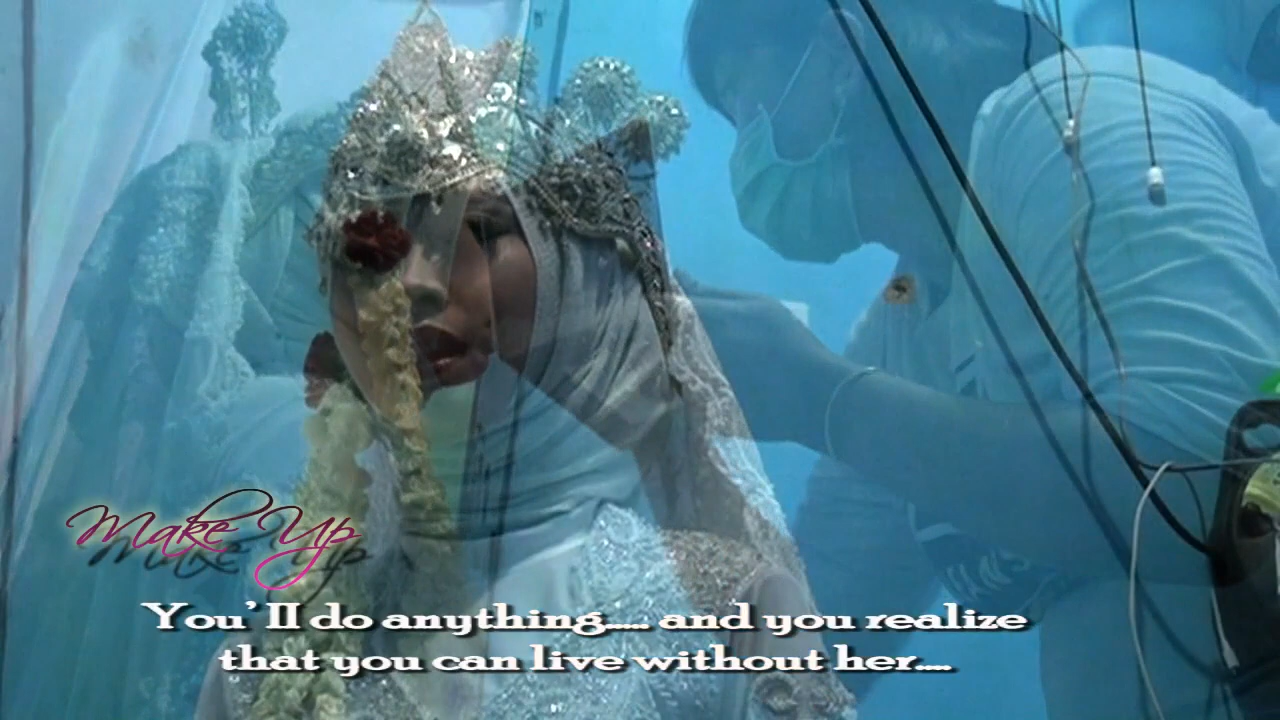 Make Up
You'll do anything..... and you realize
that you can live without her....